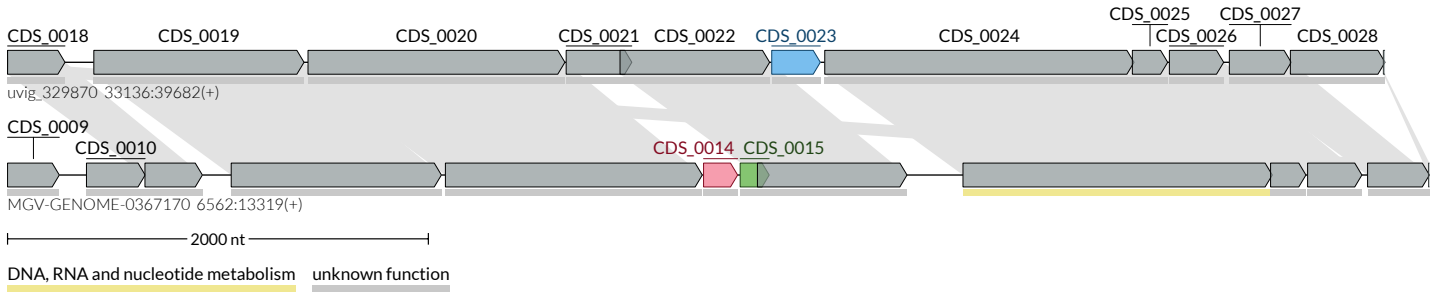 CDS_0025 CDS_0027
CDS_0018 CDS_0019 CDS_0020 CDS_0021 CDS_0022 CDS_0023 CDS_0024 CDS_0026 CDS_0028
uvig_329870 33136:39682(+)
CDS_0009
CDS_0010 CDS_0014 CDS_0015
MGV-GENOME-0367170 6562:13319(+)
2000 nt
DNA, RNA and nucleotide metabolism unknown function